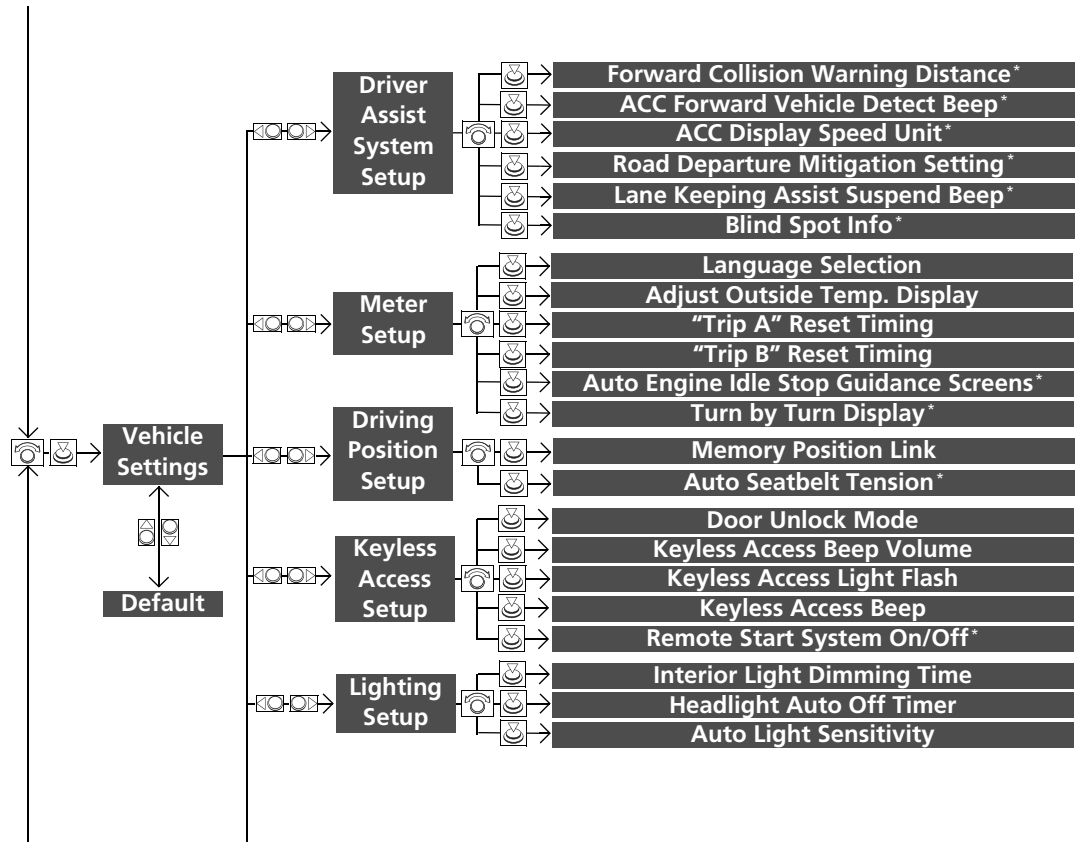 Driver
Assist
System
Setup
Forward Collision Warning Distance*
ACC Forward Vehicle Detect Beep*
ACC Display Speed Unit*
Road Departure Mitigation Setting*
Lane Keeping Assist Suspend Beep*
Blind Spot Info*
Meter
Setup
Language Selection
Adjust Outside Temp. Display
“Trip A” Reset Timing
“Trip B” Reset Timing
Auto Engine Idle Stop Guidance Screens*
Turn by Turn Display*
Vehicle
Settings
Default
Driving
Position
Setup
Memory Position Link
Auto Seatbelt Tension*
Keyless
Access
Setup
Door Unlock Mode
Keyless Access Beep Volume
Keyless Access Light Flash
Keyless Access Beep
Remote Start System On/Off*
Lighting
Setup
Interior Light Dimming Time
Headlight Auto Off Timer
Auto Light Sensitivity